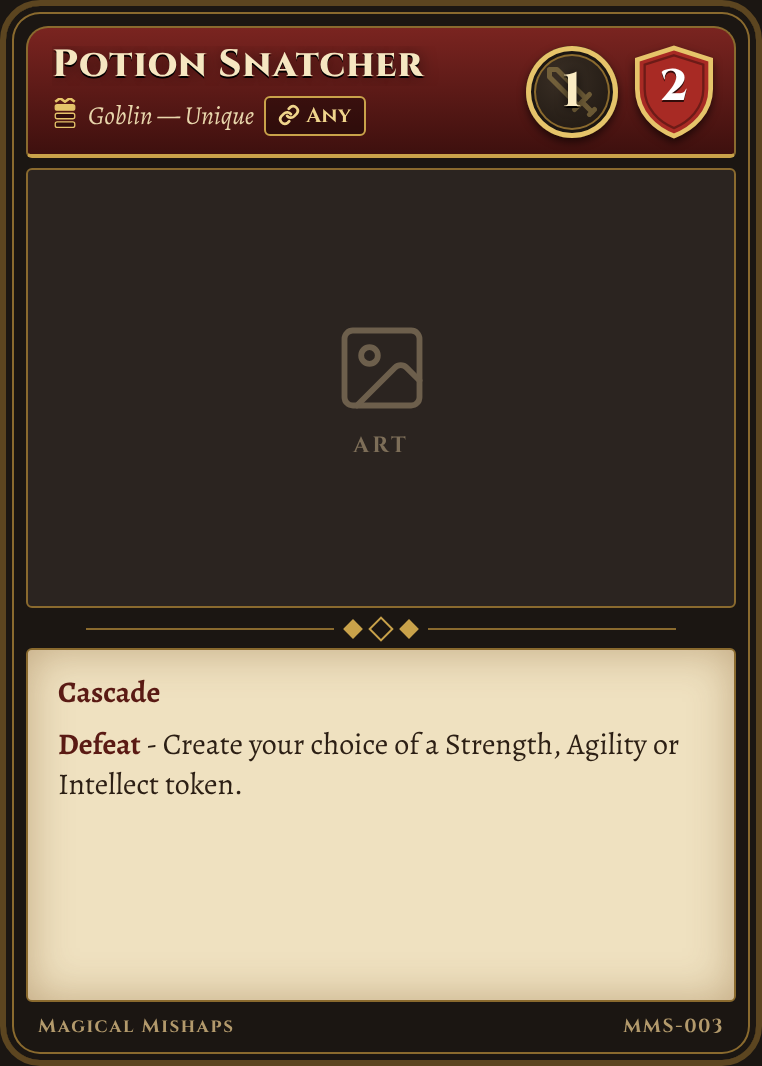 Potion Snatcher
Goblin — Unique
Any
1
2
ART
Cascade
Defeat - Create your choice of a Strength, Agility or
Intellect token.
Magical Mishaps
MMS-003